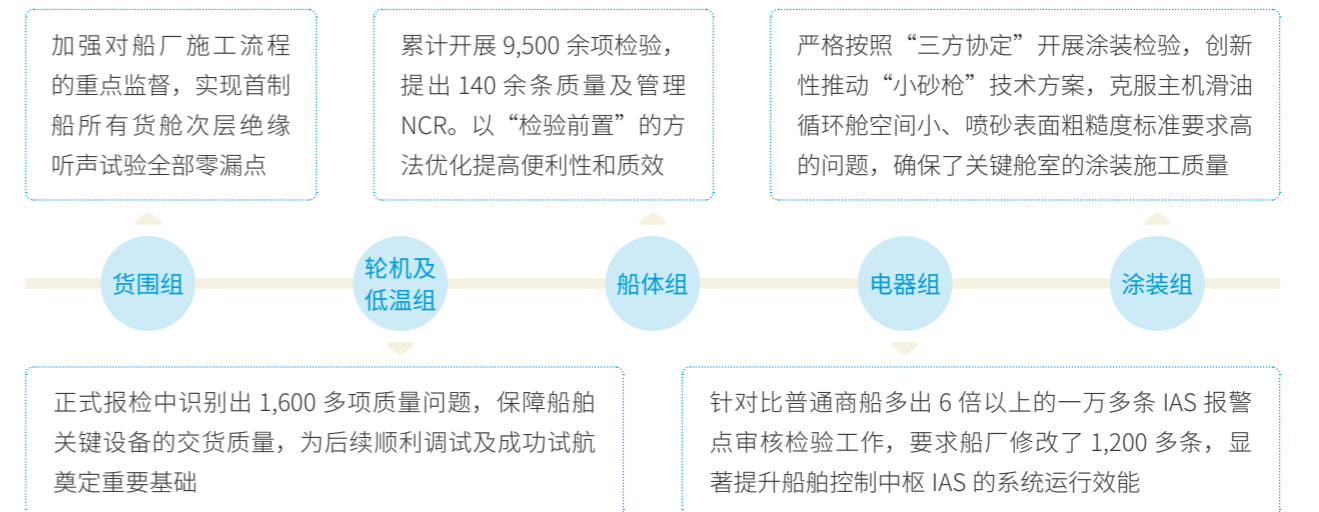 加强对船厂施工流程
的重点监督，实现首制
船所有货舱次层绝缘
听声试验全部零漏点
累计开展 9,500 余项检验，
提出 140 余条质量及管理
NCR。以“检验前置”的方
法优化提高便利性和质效
严格按照“三方协定”开展涂装检验，创新
性推动“小砂枪”技术方案，克服主机滑油
循环舱空间小、喷砂表面粗糙度标准要求高
的问题，确保了关键舱室的涂装施工质量
货围组
轮机及
低温组
船体组
电器组
涂装组
正式报检中识别出 1,600 多项质量问题，保障船舶
关键设备的交货质量，为后续顺利调试及成功试航
奠定重要基础
针对比普通商船多出 6 倍以上的一万多条 IAS 报警
点审核检验工作，要求船厂修改了 1,200 多条，显
著提升船舶控制中枢 IAS 的系统运行效能